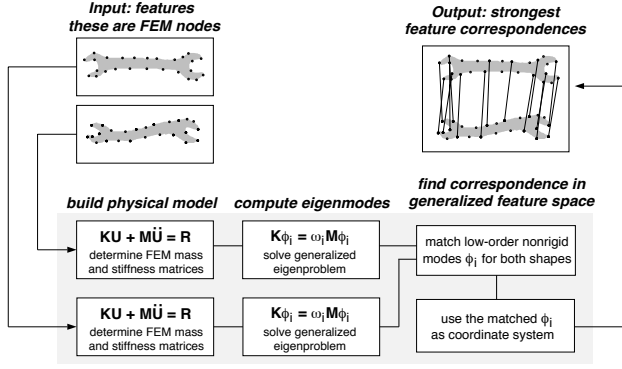 Input: features
these are FEM nodes
Output: strongest
feature correspondences
build physical model
compute eigenmodes
find correspondence in
generalized feature space
KU + MÜ = R
determine FEM mass
and stiffness matrices
Kϕi = ωiMϕi
solve generalized
eigenproblem
match low-order nonrigid
modes ϕi for both shapes
KU + MÜ = R
determine FEM mass
and stiffness matrices
Kϕi = ωiMϕi
solve generalized
eigenproblem
use the matched ϕi
as coordinate system